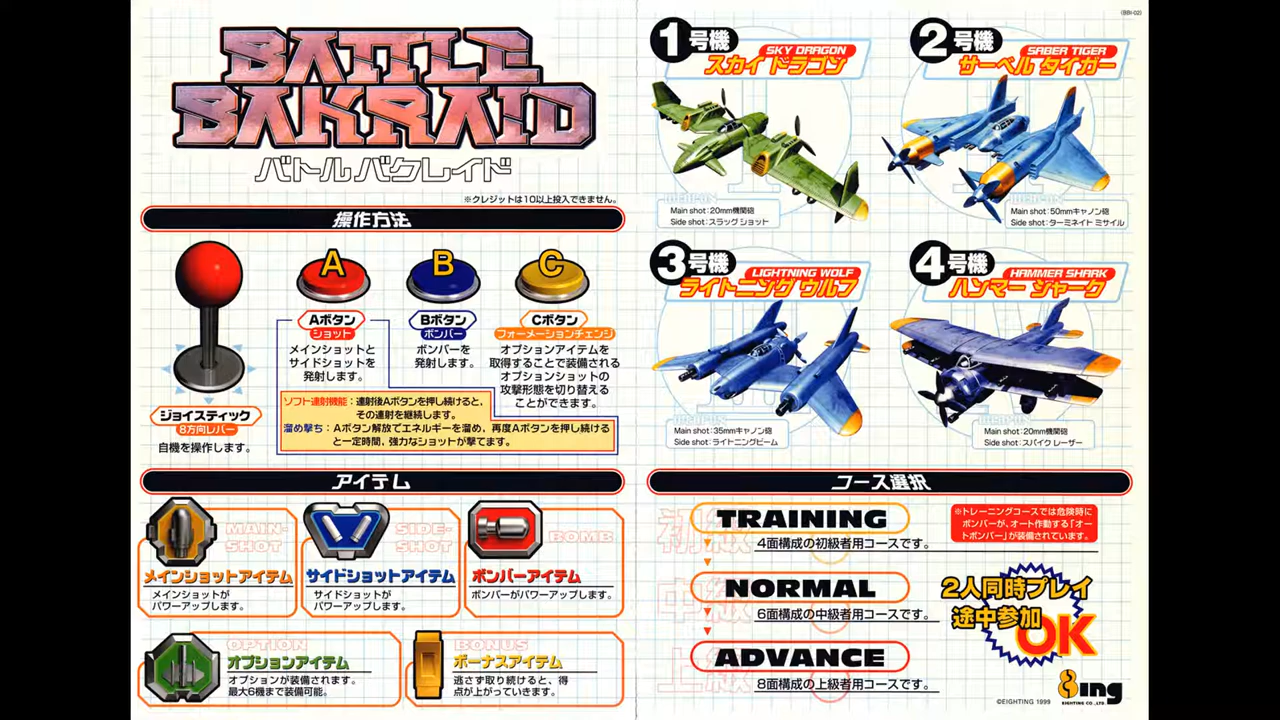 BATTLE
BAKRAID
バトルバクレイド
※クレジットは10以上投入できません。
操作方法
ジョイスティック
8方向レバー
自機を操作します。
A
Aボタン
ショット
メインショットと
サイドショットを
発射します。
B
Bボタン
ボンバー
ボンバーを
発射します。
C
Cボタン
フォーメーションチェンジ
オプションアイテムを
取得することで装備される
オプションショットの
攻撃形態を切り替える
ことができます。
ソフト連射機能：連射後Aボタンを押し続けると、
その連射を継続します。
溜め撃ち：Aボタン解放でエネルギーを溜め、再度Aボタンを押し続ける
と一定時間、強力なショットが撃てます。
アイテム
MAIN-
SHOT
メインショットアイテム
メインショットが
パワーアップします。
SIDE-
SHOT
サイドショットアイテム
サイドショットが
パワーアップします。
BOMB
ボンバーアイテム
ボンバーがパワーアップします。
OPTION
オプションアイテム
オプションが装備されます。
最大6機まで装備可能。
BONUS
ボーナスアイテム
逃さず取り続けると、得
点が上がっていきます。
(BBI-02)
1号機
SKY DRAGON
スカイ ドラゴン
Main shot：20mm機関砲
Side shot：スラッグ ショット
2号機
SABER TIGER
サーベル タイガー
Main shot：50mmキャノン砲
Side shot：ターミネイト ミサイル
3号機
LIGHTNING WOLF
ライトニング ウルフ
Main shot：35mmキャノン砲
Side shot：ライトニングビーム
4号機
HAMMER SHARK
ハンマー シャーク
Main shot：20mm機関砲
Side shot：スパイク レーザー
コース選択
初級
TRAINING
4面構成の初級者用コースです。
※トレーニングコースでは危険時に
ボンバーが、オート作動する「オー
トボンバー」が装備されています。
中級
NORMAL
6面構成の中級者用コースです。
上級
ADVANCE
8面構成の上級者用コースです。
2人同時プレイ
途中参加
OK
8ing
EIGHTING CO.,LTD.
©EIGHTING 1999